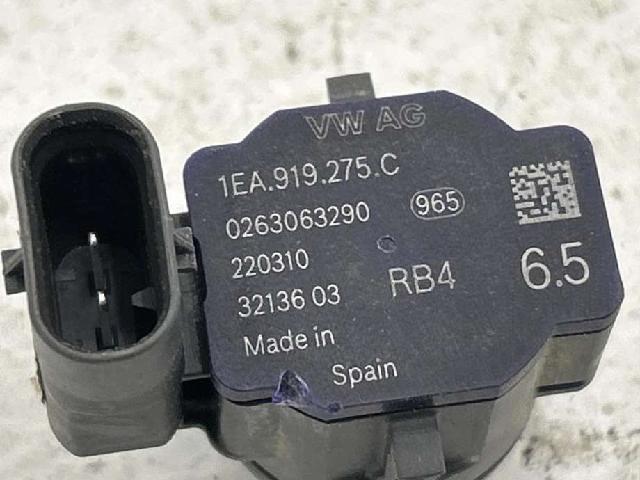 VW AG
1EA.919.275.C
0263063290 965
220310
RB4 6.5
32136 03
Made in
Spain